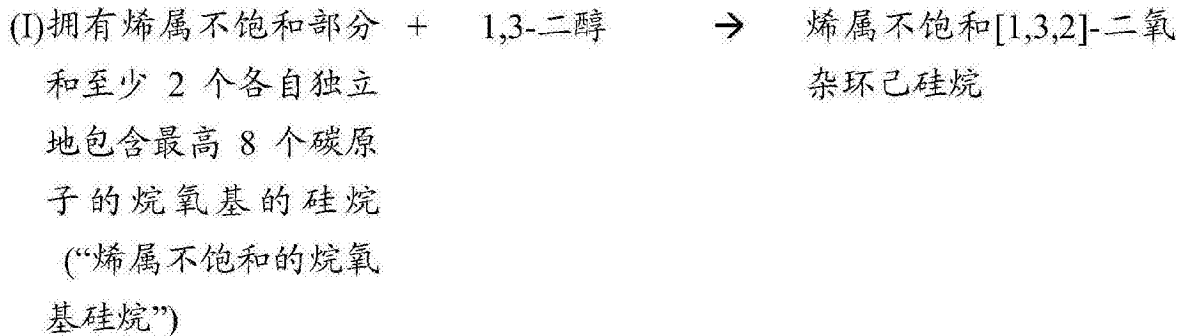 (I)拥有烯属不饱和部分 + 1,3-二醇 → 烯属不饱和[1,3,2]-二氧
和至少 2 个各自独立 杂环己硅烷
地包含最高 8 个碳原
子的烷氧基的硅烷
(“烯属不饱和的烷氧
基硅烷”)